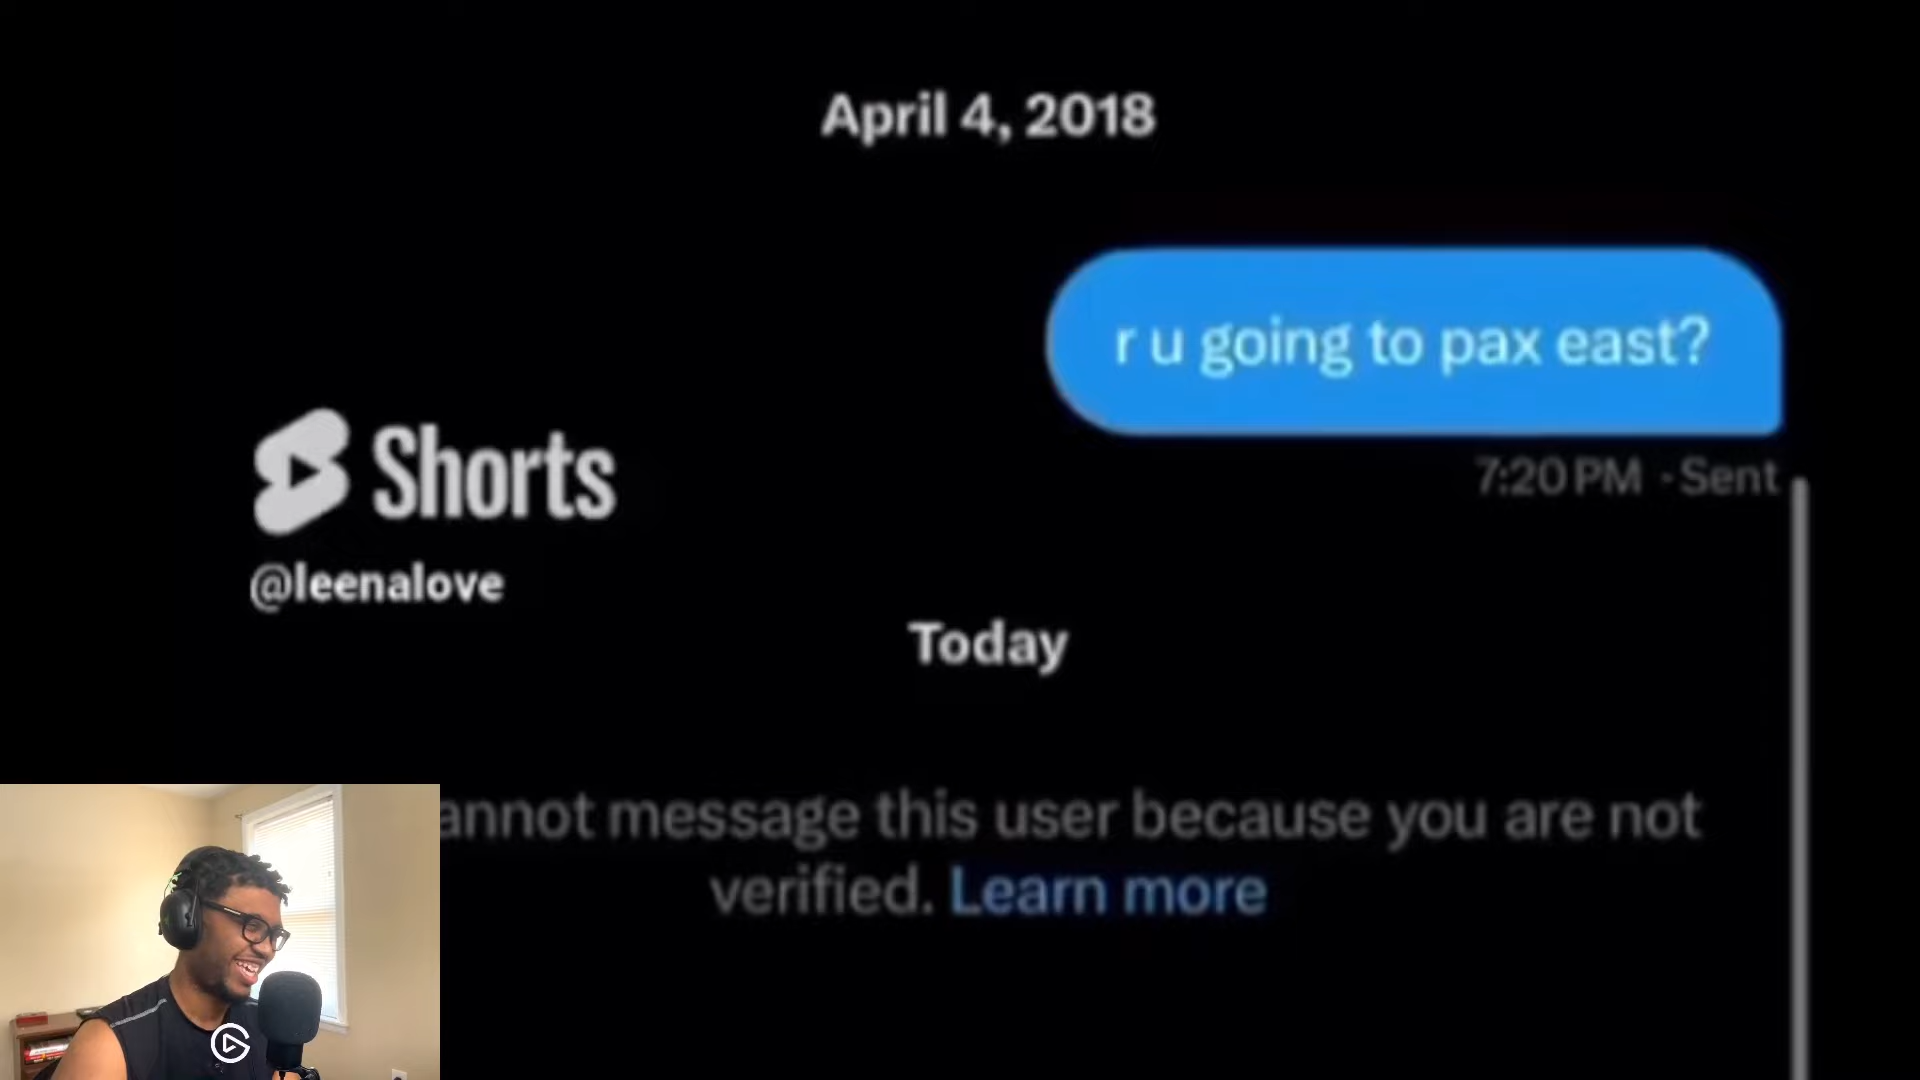 April 4, 2018
r u going to pax east?
7:20 PM · Sent
Shorts
@leenalove
Today
message this user because you are not
verified. Learn more